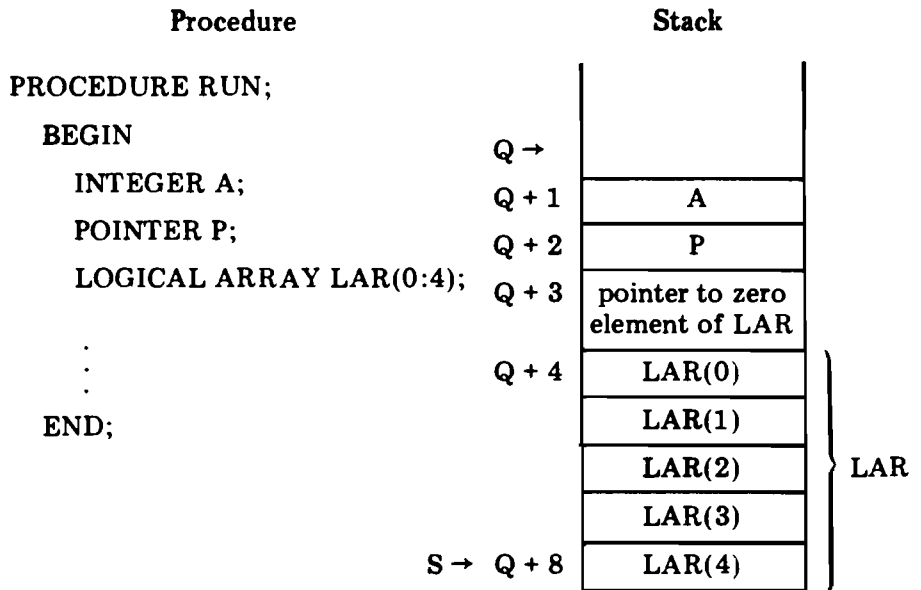 Procedure
PROCEDURE RUN;
BEGIN
INTEGER A;
POINTER P;
LOGICAL ARRAY LAR(0:4);
.
.
.
END;
Stack
Q →
Q + 1 A
Q + 2 P
Q + 3 pointer to zero
element of LAR
Q + 4 LAR(0)
LAR(1)
LAR(2) LAR
LAR(3)
S → Q + 8 LAR(4)